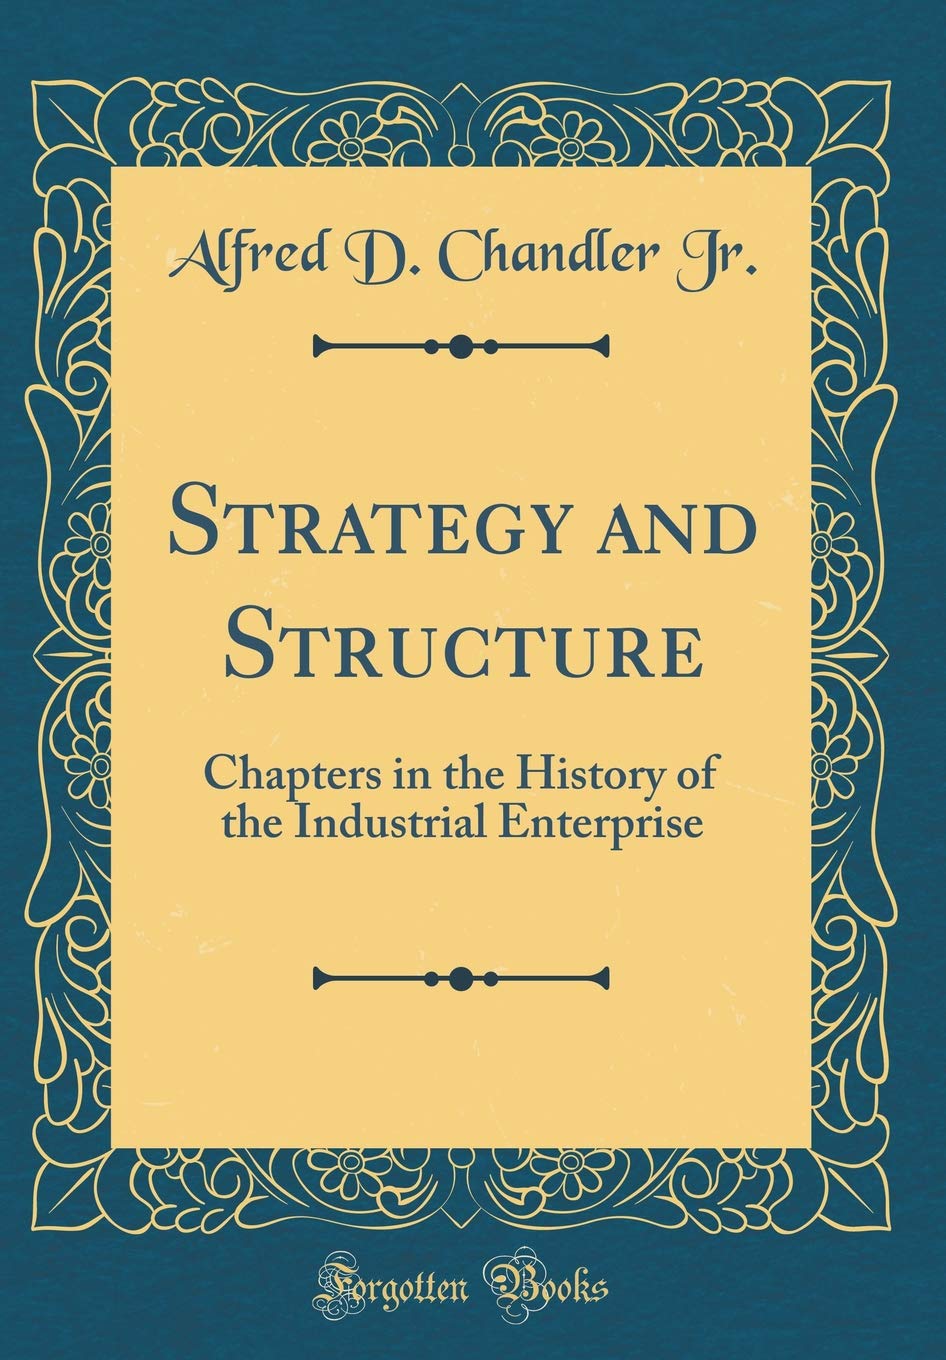 Alfred D. Chandler Jr.
Strategy and
Structure
Chapters in the History of
the Industrial Enterprise
Forgotten Books